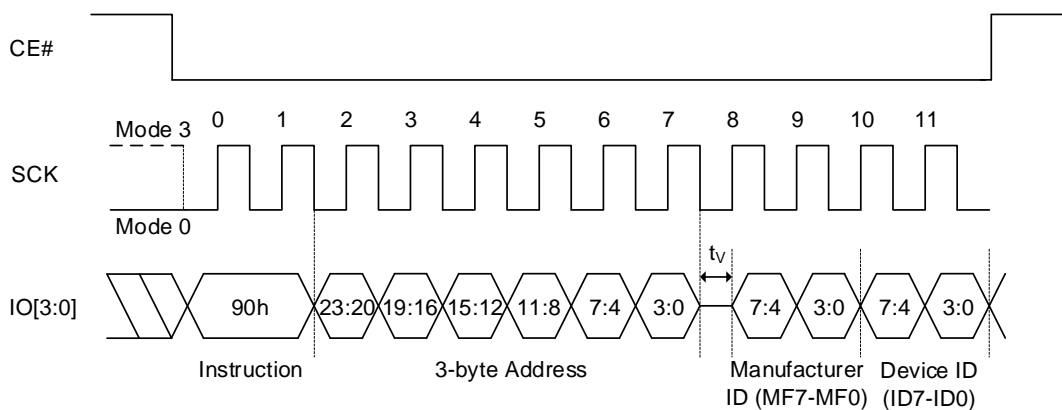 CE#
0 1 2 3 4 5 6 7 8 9 10 11
Mode 3
SCK
Mode 0
tV
IO[3:0]
90h 23:20 19:16 15:12 11:8 7:4 3:0 7:4 3:0 7:4 3:0
Instruction 3-byte Address Manufacturer Device ID
ID (MF7-MF0) (ID7-ID0)